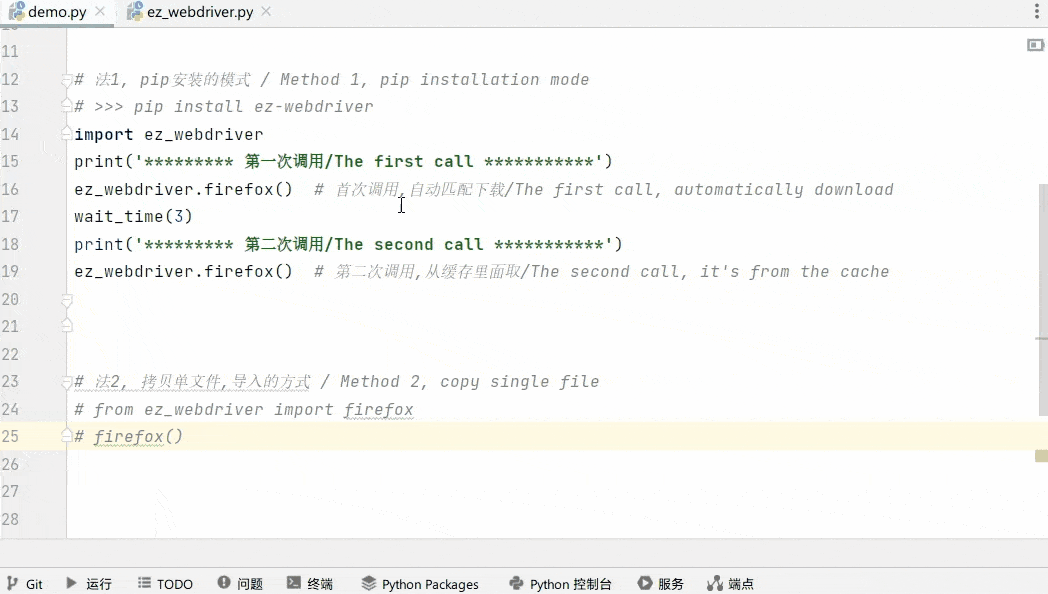 demo.py ez_webdriver.py
11
12 # 法1, pip安装的模式 / Method 1, pip installation mode
13 # >>> pip install ez-webdriver
14 import ez_webdriver
15 print('********* 第一次调用/The first call ***********')
16 ez_webdriver.firefox()  # 首次调用,自动匹配下载/The first call, automatically download
17 wait_time(3)
18 print('********* 第二次调用/The second call ***********')
19 ez_webdriver.firefox()  # 第二次调用,从缓存里面取/The second call, it's from the cache
20
21
22
23 # 法2, 拷贝单文件,导入的方式 / Method 2, copy single file
24 # from ez_webdriver import firefox
25 # firefox()
26
27
28
Git 运行 TODO 问题 终端 Python Packages Python 控制台 服务 端点